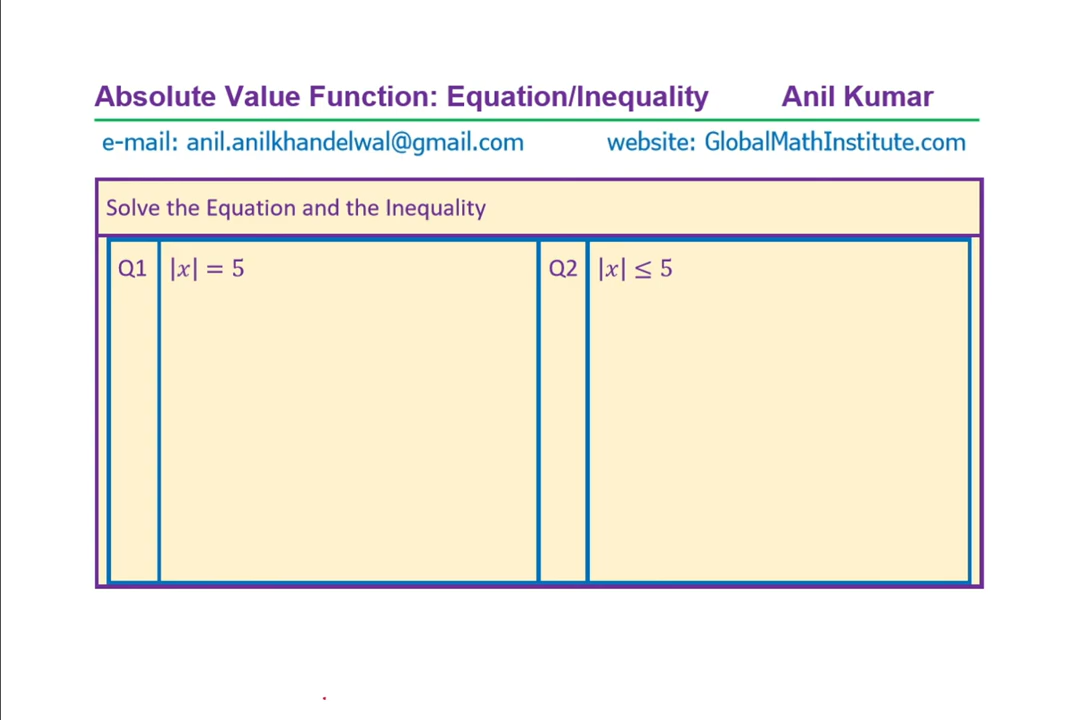 Absolute Value Function: Equation/Inequality Anil Kumar
e-mail: anil.anilkhandelwal@gmail.com website: GlobalMathInstitute.com
Solve the Equation and the Inequality
Q1 |x| = 5 Q2 |x| ≤ 5